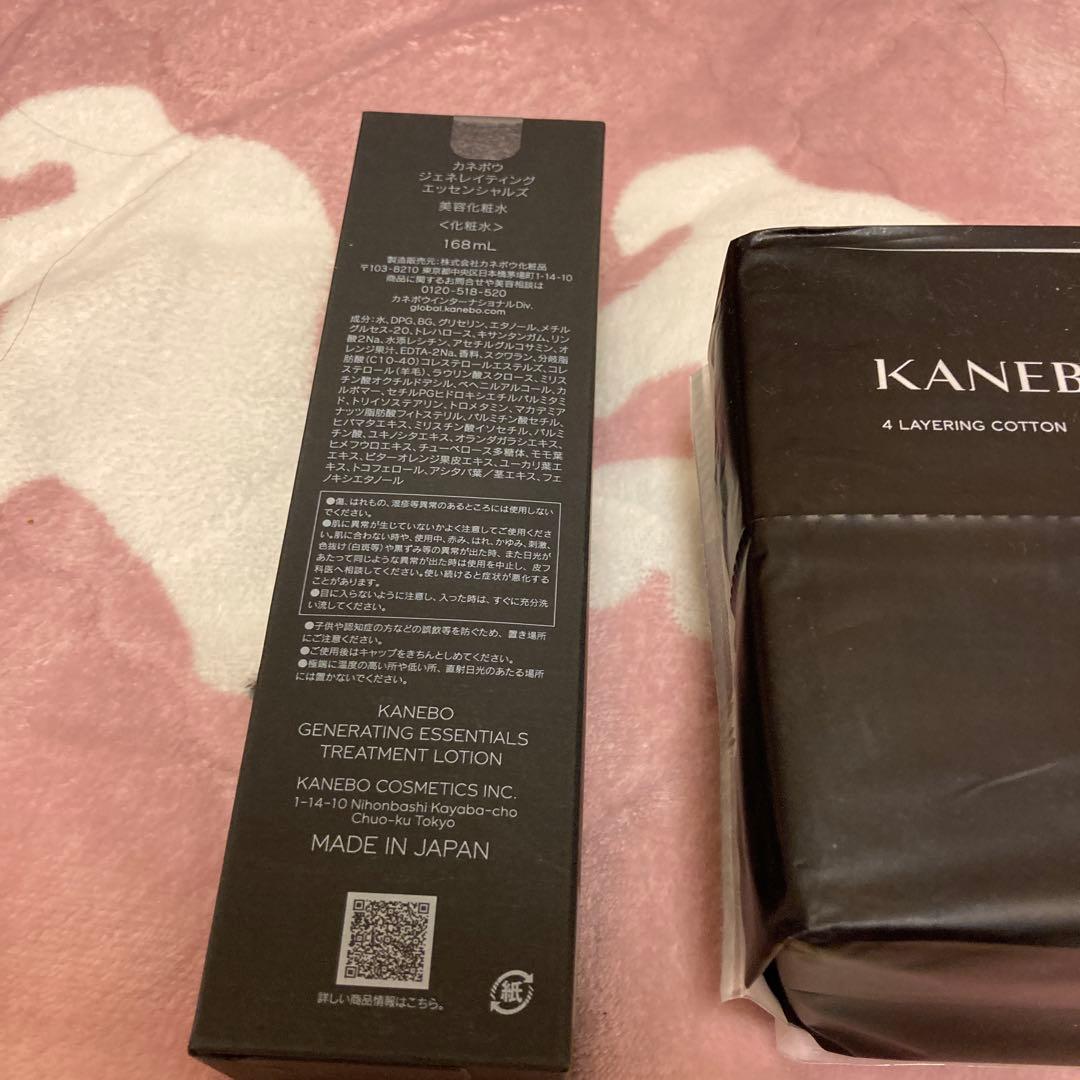 カネボウ
ジェネレイティング
エッセンシャルズ
美容化粧水
＜化粧水＞
168mL
製造販売元：株式会社カネボウ化粧品
〒103-8210 東京都中央区日本橋茅場町1-14-10
商品に関するお問合せや美容相談は
0120-518-520
カネボウインターナショナルDiv.
global.kanebo.com
成分：水、DPG、BG、グリセリン、エタノール、メチル
グルセス-20、トレハロース、キサンタンガム、リン
酸2Na、水添レシチン、アセチルグルコサミン、オ
レンジ果汁、EDTA-2Na、香料、スクワラン、分岐脂
肪酸(C10-40)コレステロールエステルズ、コレ
ステロール(羊毛)、ラウリン酸スクロース、ミリス
チン酸オクチルドデシル、ベヘニルアルコール、カ
ルボマー、セチルPGヒドロキシエチルパルミタミ
ド、トリイソステアリン、トロメタミン、マカデミア
ナッツ脂肪酸フィトステリル、パルミチン酸セチル、
ヒバマタエキス、ミリスチン酸イソセチル、パルミ
チン酸、ユキノシタエキス、オランダガラシエキス、
ヒメフウロエキス、チューベロース多糖体、モモ葉
エキス、ビターオレンジ果皮エキス、ユーカリ葉エ
キス、トコフェロール、アシタバ葉／茎エキス、フェ
ノキシエタノール
●傷、はれもの、湿疹等異常のあるところには使用しない
でください。
●肌に異常が生じていないかよく注意してご使用くださ
い。肌に合わない時や、使用中、赤み、はれ、かゆみ、刺激、
色抜け(白斑等)や黒ずみ等の異常が出た時、また日光が
あたって同じような異常が出た時は使用を中止し、皮フ
科医へ相談してください。使い続けると症状が悪化する
ことがあります。
●目に入らないように注意し、入った時は、すぐに充分洗
い流してください。
●子供や認知症の方などの誤飲等を防ぐため、置き場所
にご注意ください。
●ご使用後はキャップをきちんとしめてください。
●極端に温度の高い所や低い所、直射日光のあたる場所
には置かないでください。
KANEBO
GENERATING ESSENTIALS
TREATMENT LOTION
KANEBO COSMETICS INC.
1-14-10 Nihonbashi Kayaba-cho
Chuo-ku Tokyo
MADE IN JAPAN
詳しい商品情報はこちら。
紙
KANEB
4 LAYERING COTTON